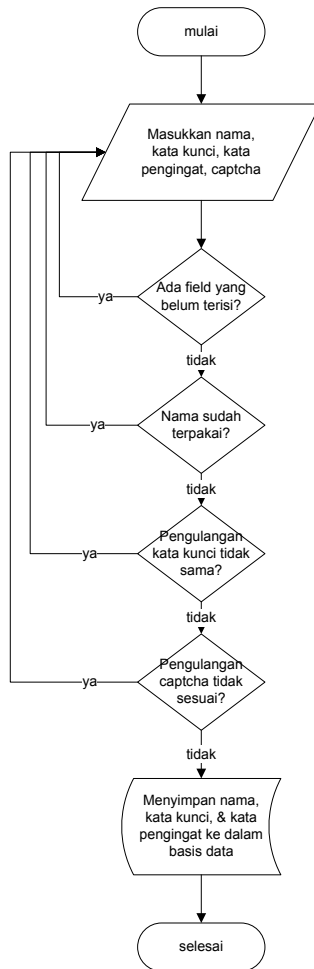 mulai
Masukkan nama,
kata kunci, kata
pengingat, captcha
Ada field yang
belum terisi?
ya
tidak
Nama sudah
terpakai?
ya
tidak
Pengulangan
kata kunci tidak
sama?
ya
tidak
Pengulangan
captcha tidak
sesuai?
ya
tidak
Menyimpan nama,
kata kunci, & kata
pengingat ke dalam
basis data
selesai